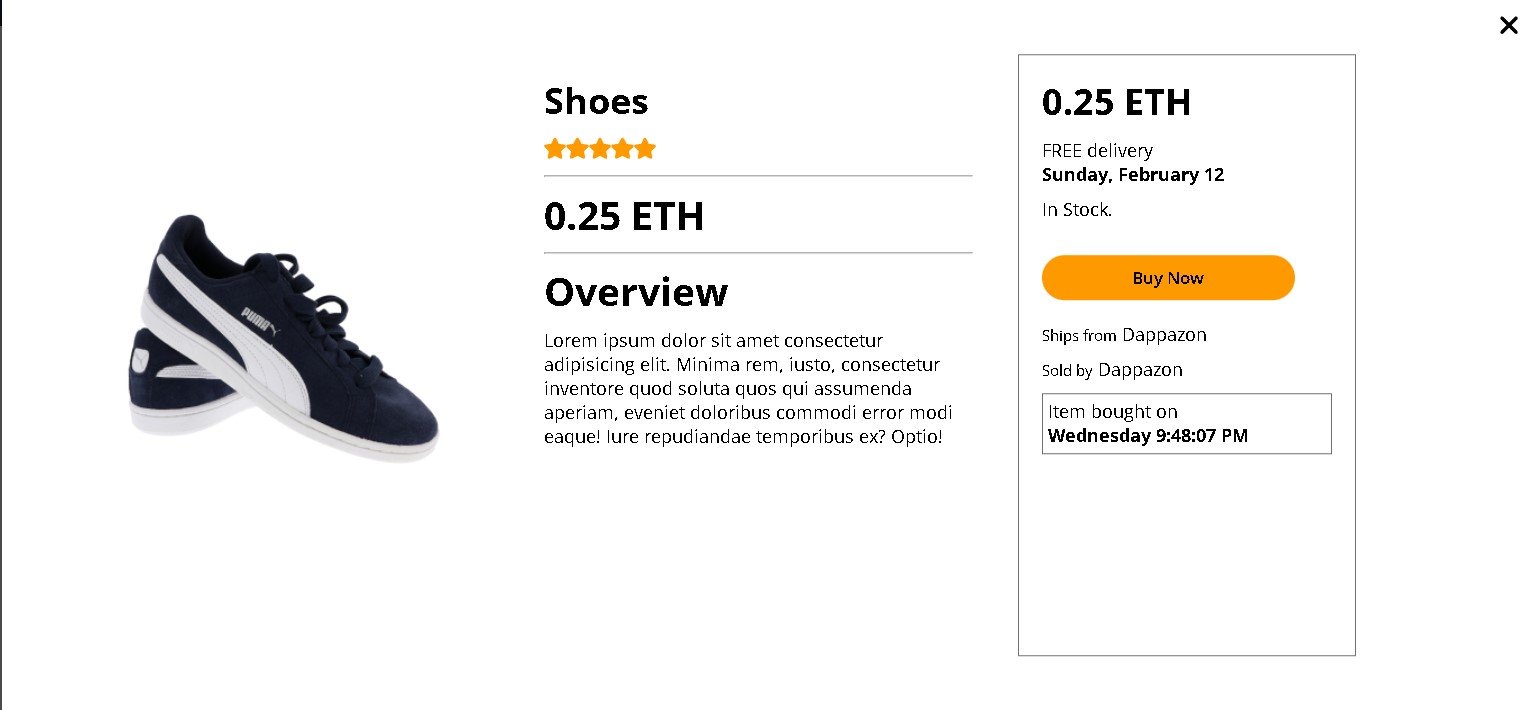 Shoes
0.25 ETH
Overview
Lorem ipsum dolor sit amet consectetur
adipisicing elit. Minima rem, iusto, consectetur
inventore quod soluta quos qui assumenda
aperiam, eveniet doloribus commodi error modi
eaque! Iure repudiandae temporibus ex? Optio!
PUMA
0.25 ETH
FREE delivery
Sunday, February 12
In Stock.
Buy Now
Ships from Dappazon
Sold by Dappazon
Item bought on
Wednesday 9:48:07 PM